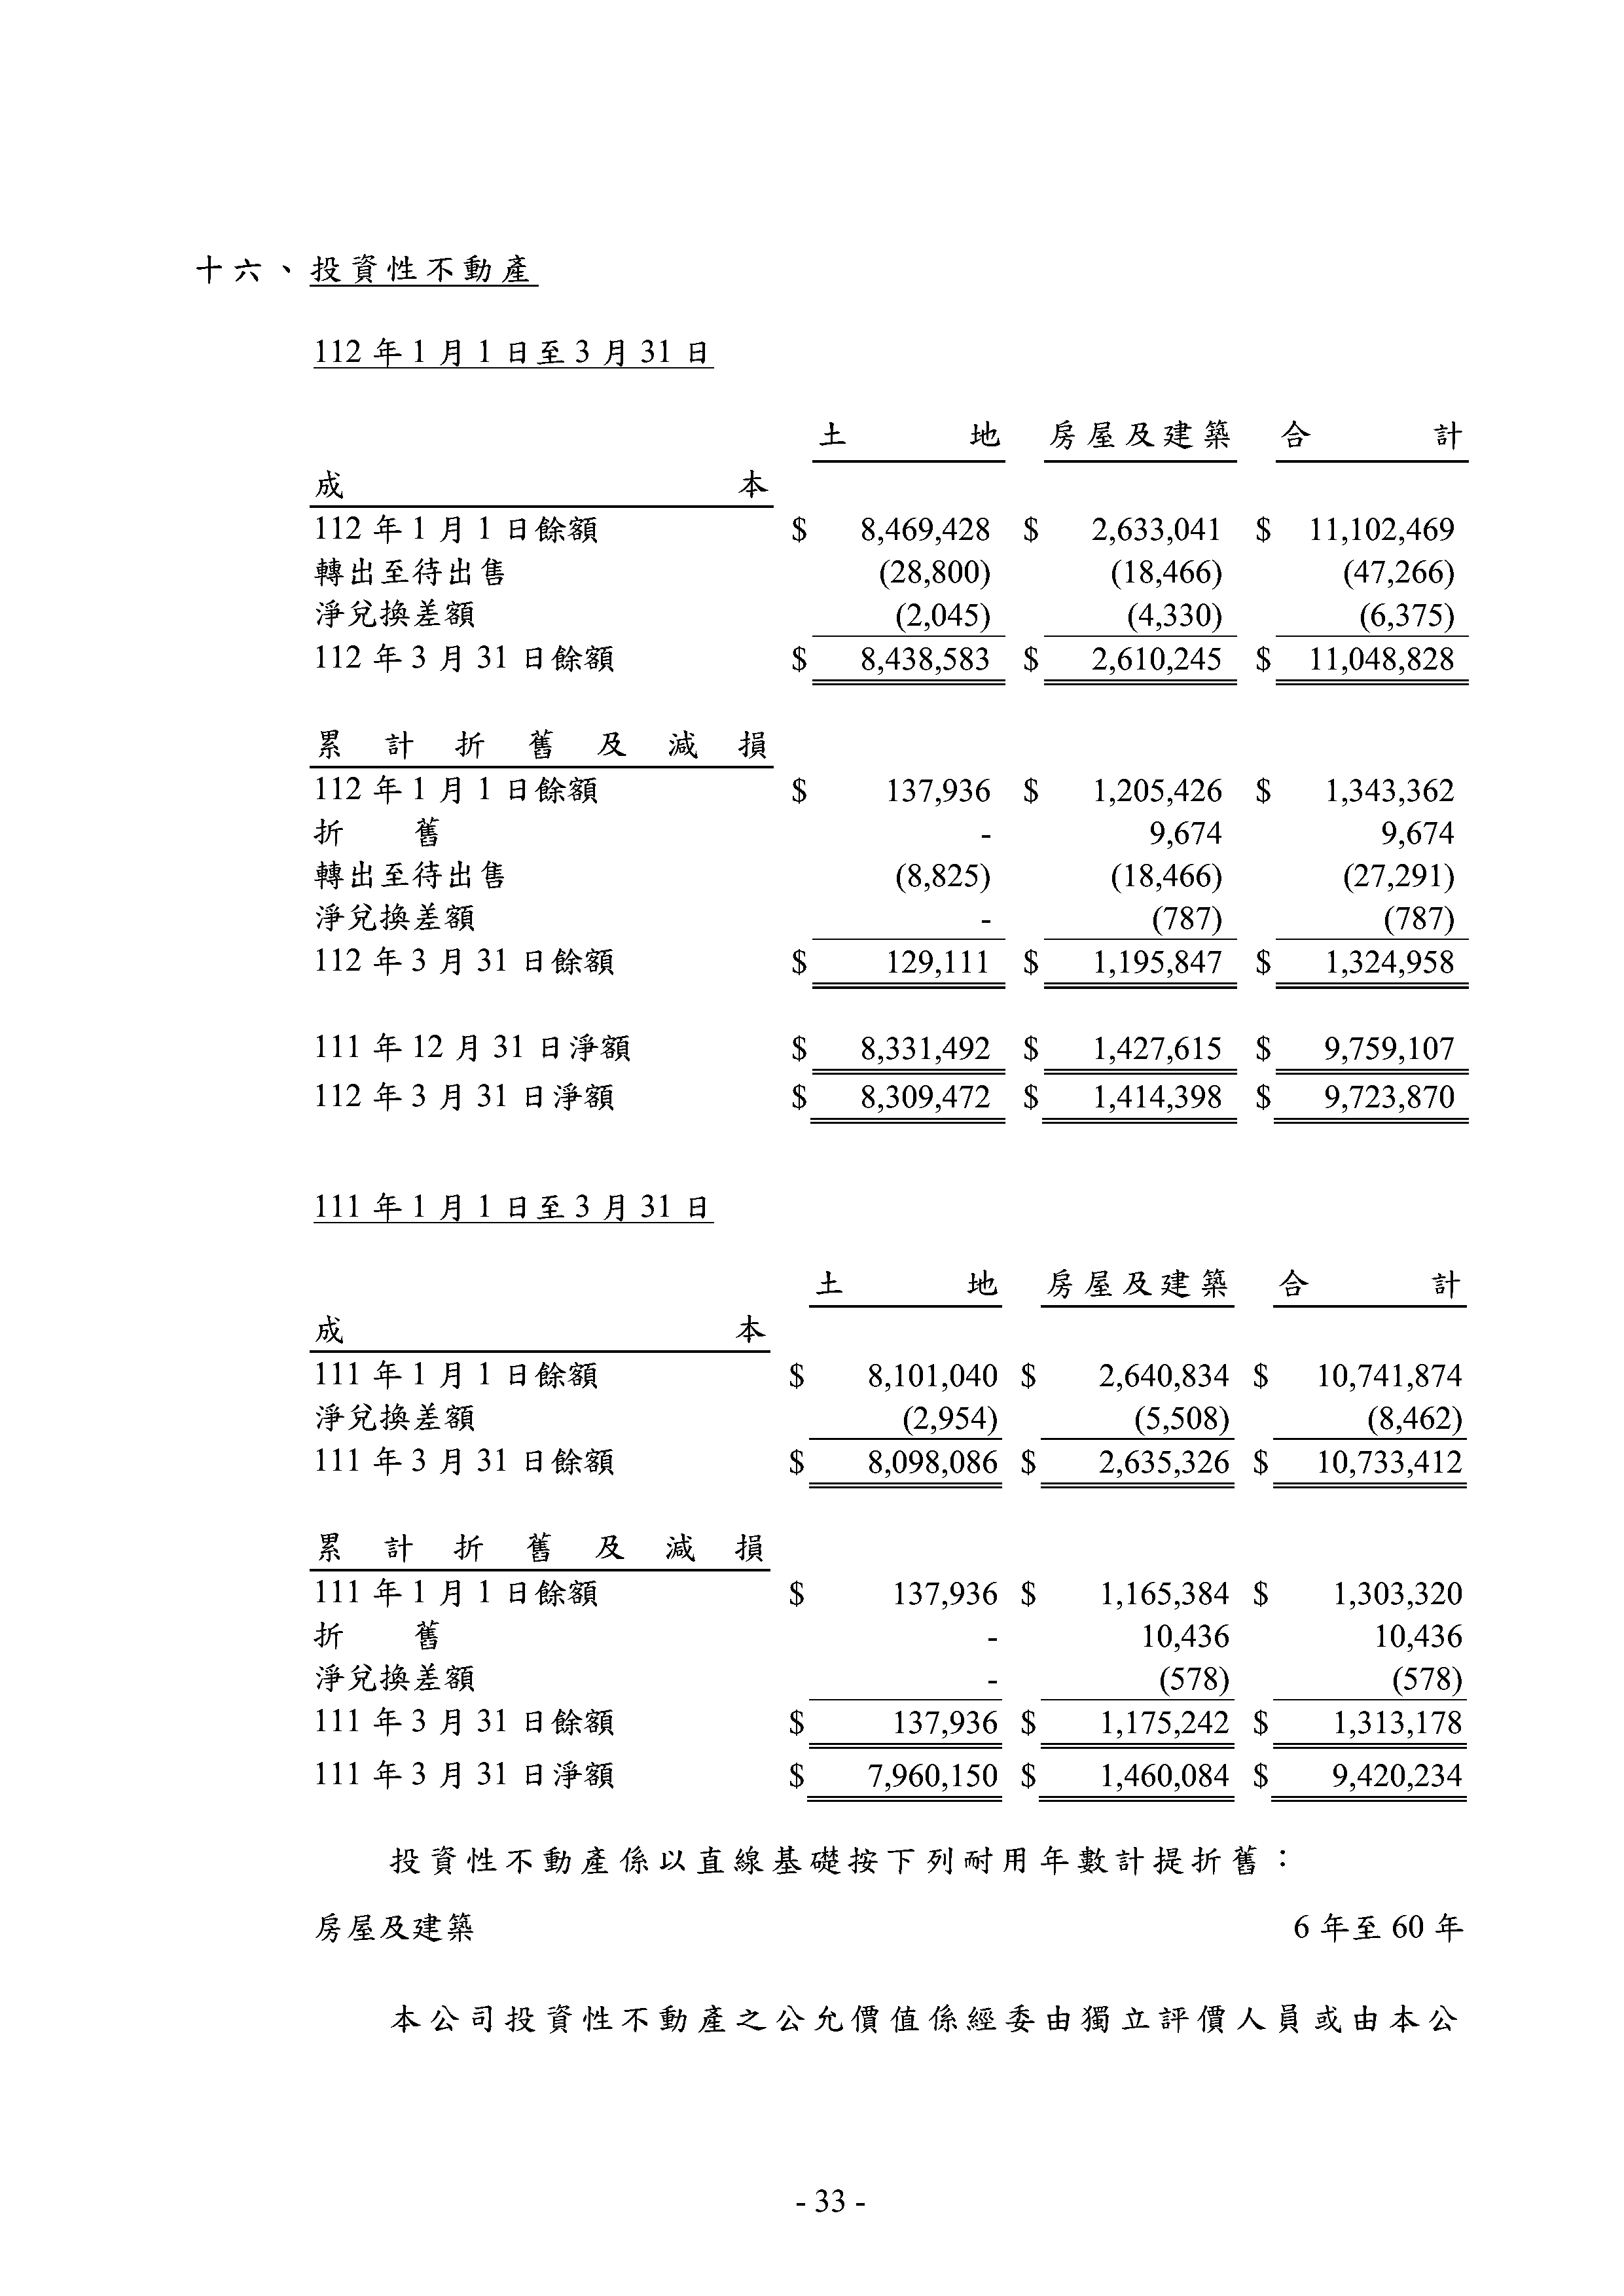 十六、投資性不動產
112 年 1 月 1 日至 3 月 31 日
土地 房屋及建築 合計
成本
112 年 1 月 1 日餘額 $ 8,469,428 $ 2,633,041 $ 11,102,469
轉出至待出售 (28,800) (18,466) (47,266)
淨兌換差額 (2,045) (4,330) (6,375)
112 年 3 月 31 日餘額 $ 8,438,583 $ 2,610,245 $ 11,048,828
累計折舊及減損
112 年 1 月 1 日餘額 $ 137,936 $ 1,205,426 $ 1,343,362
折舊 - 9,674 9,674
轉出至待出售 (8,825) (18,466) (27,291)
淨兌換差額 - (787) (787)
112 年 3 月 31 日餘額 $ 129,111 $ 1,195,847 $ 1,324,958
111 年 12 月 31 日淨額 $ 8,331,492 $ 1,427,615 $ 9,759,107
112 年 3 月 31 日淨額 $ 8,309,472 $ 1,414,398 $ 9,723,870
111 年 1 月 1 日至 3 月 31 日
土地 房屋及建築 合計
成本
111 年 1 月 1 日餘額 $ 8,101,040 $ 2,640,834 $ 10,741,874
淨兌換差額 (2,954) (5,508) (8,462)
111 年 3 月 31 日餘額 $ 8,098,086 $ 2,635,326 $ 10,733,412
累計折舊及減損
111 年 1 月 1 日餘額 $ 137,936 $ 1,165,384 $ 1,303,320
折舊 - 10,436 10,436
淨兌換差額 - (578) (578)
111 年 3 月 31 日餘額 $ 137,936 $ 1,175,242 $ 1,313,178
111 年 3 月 31 日淨額 $ 7,960,150 $ 1,460,084 $ 9,420,234
投資性不動產係以直線基礎按下列耐用年數計提折舊：
房屋及建築 6 年至 60 年
本公司投資性不動產之公允價值係經委由獨立評價人員或由本公
- 33 -